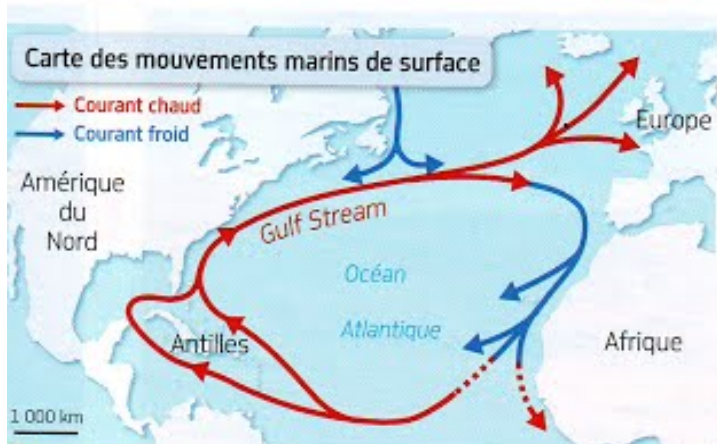 Carte des mouvements marins de surface
Courant chaud
Courant froid
Amérique
du
Nord
Europe
Gulf Stream
Océan
Atlantique
Antilles
Afrique
1 000 km